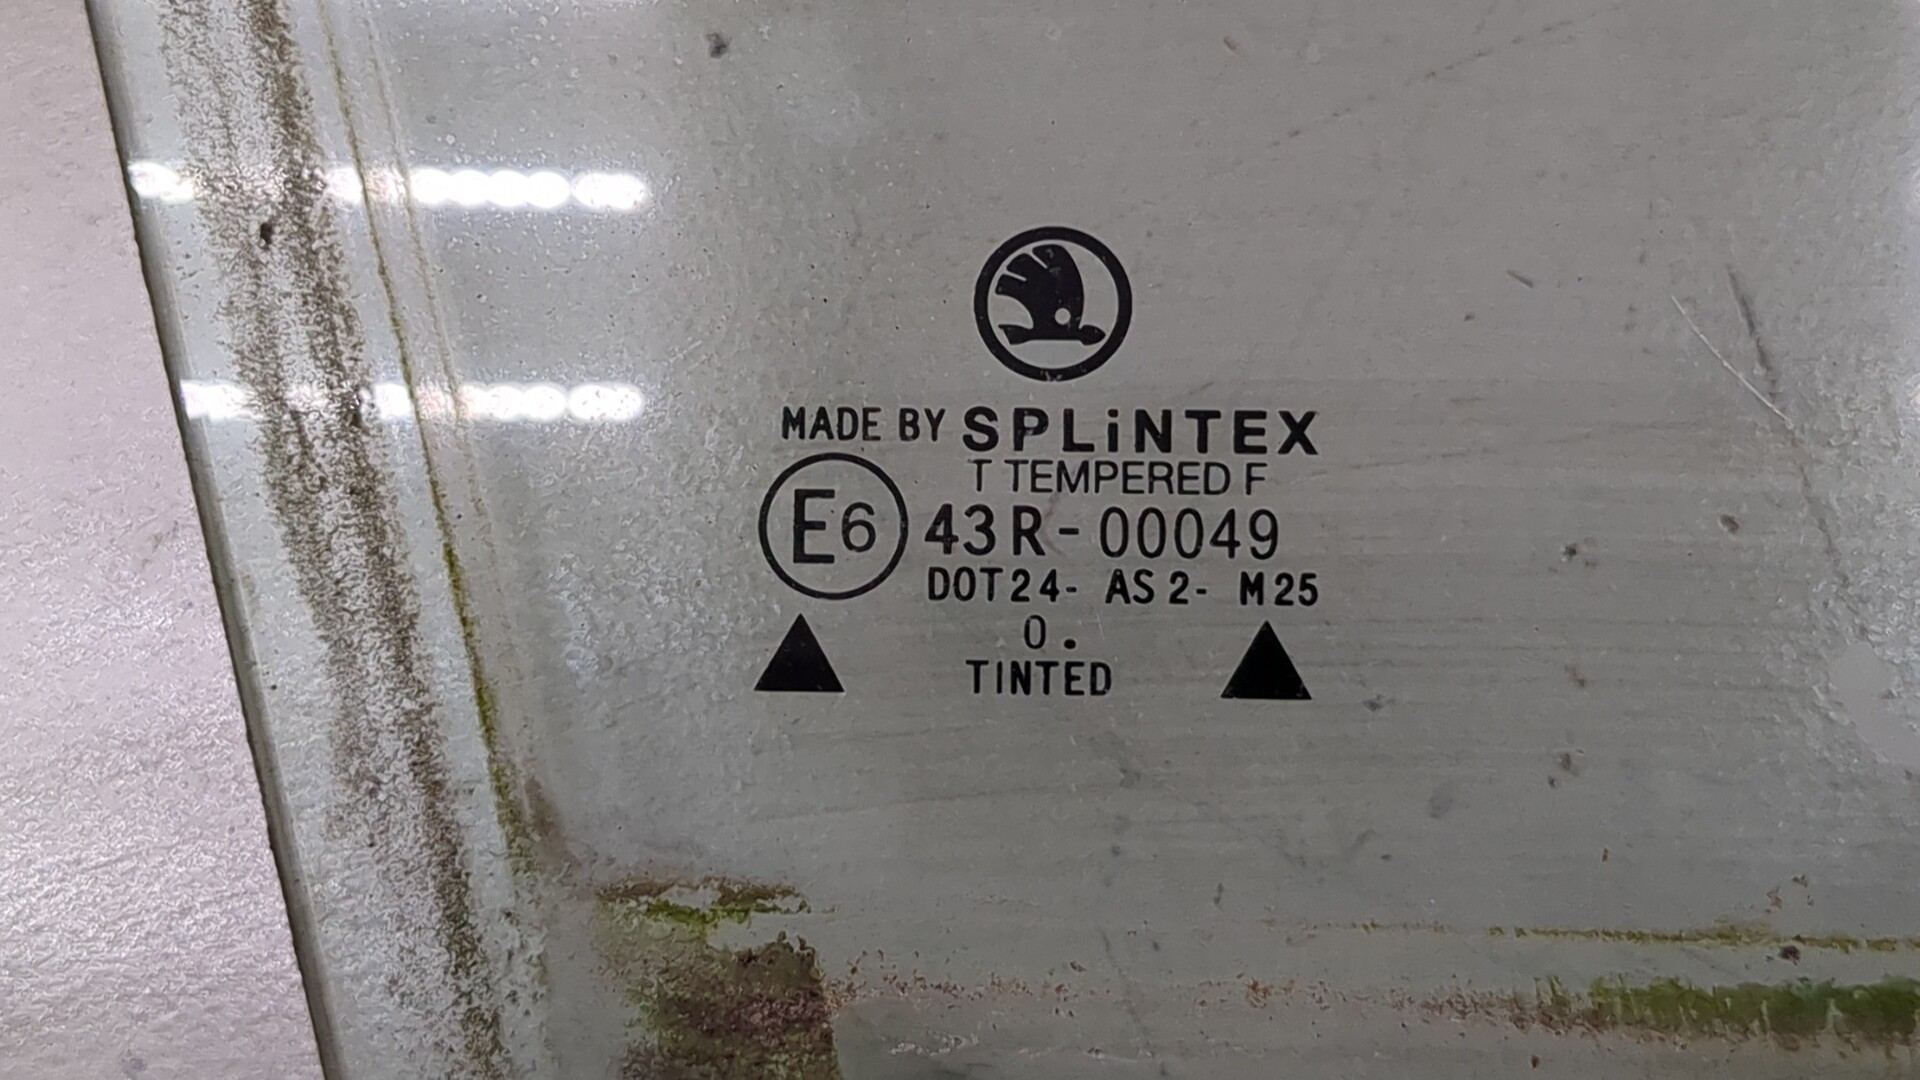 MADE BY SPLiNTEX
T TEMPERED F
E6 43R-00049
DOT24- AS2- M25
0.
TINTED